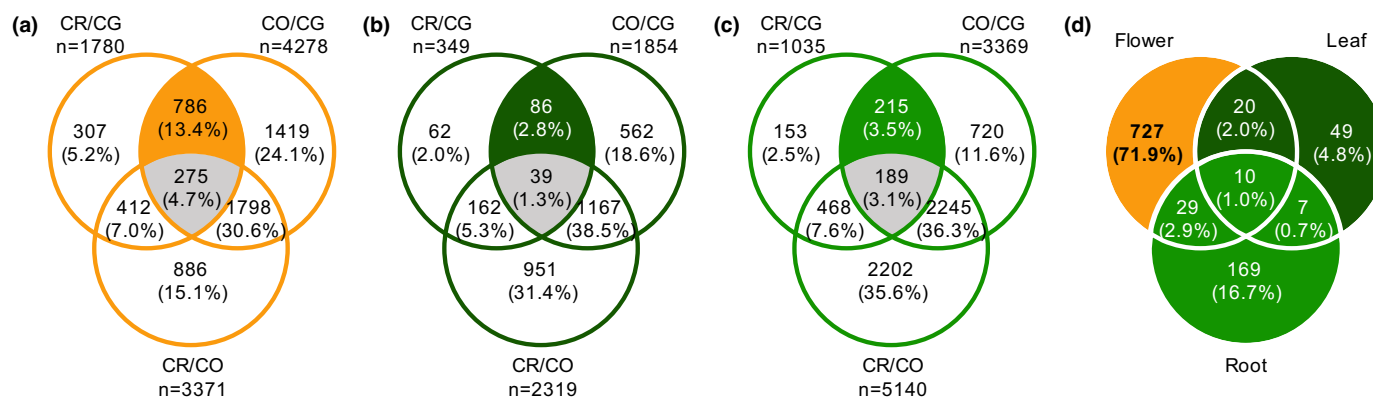 (a)
CR/CG
n=1780
CO/CG
n=4278
786
(13.4%)
307
(5.2%)
1419
(24.1%)
275
(4.7%)
412
(7.0%)
1798
(30.6%)
886
(15.1%)
CR/CO
n=3371
(b)
CR/CG
n=349
CO/CG
n=1854
86
(2.8%)
62
(2.0%)
562
(18.6%)
39
(1.3%)
162
(5.3%)
1167
(38.5%)
951
(31.4%)
CR/CO
n=2319
(c)
CR/CG
n=1035
CO/CG
n=3369
215
(3.5%)
153
(2.5%)
720
(11.6%)
189
(3.1%)
468
(7.6%)
2245
(36.3%)
2202
(35.6%)
CR/CO
n=5140
(d)
Flower
Leaf
20
(2.0%)
727
(71.9%)
49
(4.8%)
10
(1.0%)
29
(2.9%)
7
(0.7%)
169
(16.7%)
Root